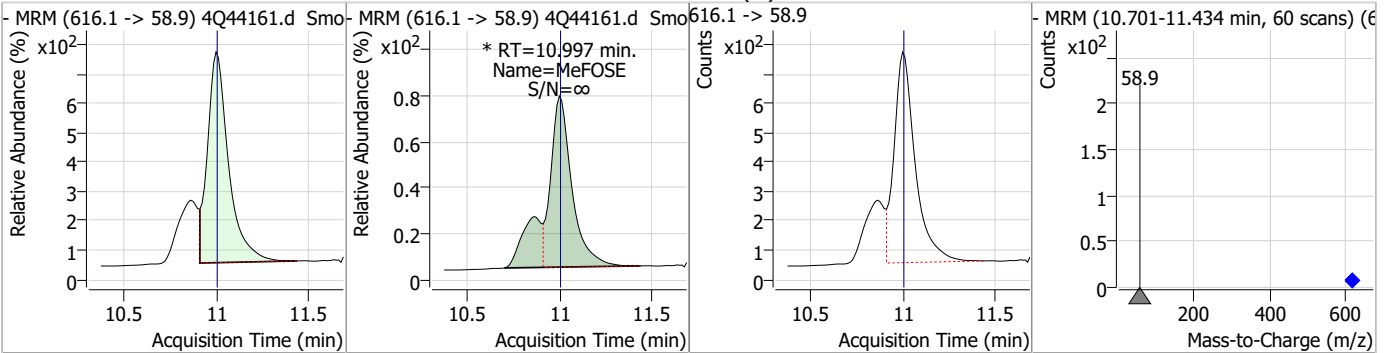 - MRM (616.1 -> 58.9) 4Q44161.d Smo
Relative Abundance (%)
x10²
6
5
4
3
2
1
0
10.5 11 11.5
Acquisition Time (min)
- MRM (616.1 -> 58.9) 4Q44161.d Smo
Relative Abundance (%)
x10²
* RT=10.997 min.
Name=MeFOSE
S/N=∞
0.8
0.6
0.4
0.2
0
10.5 11 11.5
Acquisition Time (min)
616.1 -> 58.9
Counts
x10²
6
5
4
3
2
1
0
10.5 11 11.5
Acquisition Time (min)
- MRM (10.701-11.434 min, 60 scans) (6
Counts
x10²
58.9
2
1.5
1
0.5
0
200 400 600
Mass-to-Charge (m/z)